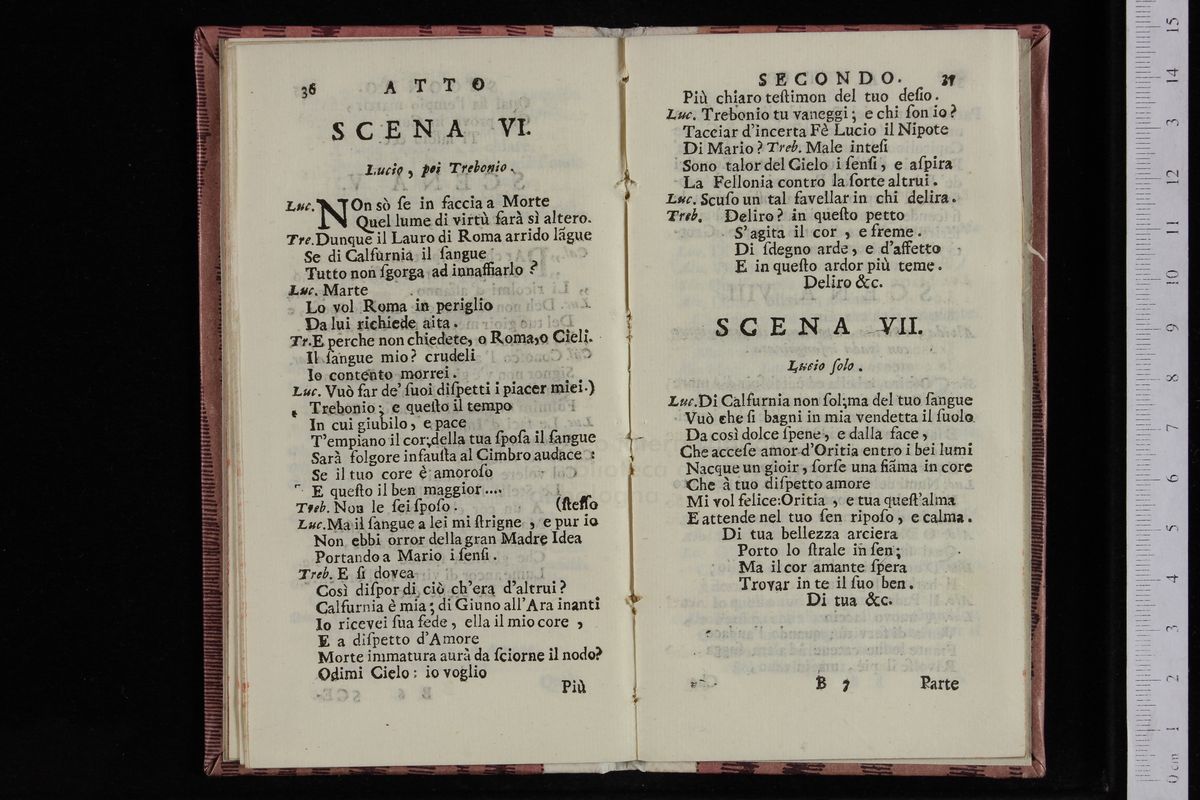 36 ATTO
SCENA VI.
Lucio, poi Trebonio.
Luc. NOn sò ſe in faccia a Morte
Quel lume di virtù ſarà sì altero.
Tre. Dunque il Lauro di Roma arrido lãgue
Se di Calfurnia il ſangue
Tutto non ſgorga ad innaffiarlo?
Luc. Marte
Lo vol Roma in periglio
Da lui richiede aita.
Tr. E perche non chiedete, o Roma, o Cieli.
Il ſangue mio? crudeli
Io contento morrei.
Luc. Vuò far de' ſuoi diſpetti i piacer miei.)
Trebonio; e queſto il tempo
In cui giubilo, e pace
T'empiano il cor; della tua ſpoſa il ſangue
Sarà folgore infauſta al Cimbro audace:
Se il tuo core è amoroſo
E queſto il ben maggior....
Treb. Non le ſei ſpoſo. (ſteſſo
Luc. Ma il ſangue a lei mi ſtrigne, e pur io
Non ebbi orror della gran Madre Idea
Portando a Mario i ſenſi.
Treb. E ſi dovea
Così diſpor di ciò ch'era d'altrui?
Calfurnia è mia; di Giuno all'Ara inanti
Io ricevei ſua fede, ella il mio core,
E a diſpetto d'Amore
Morte immatura aurà da ſciorne il nodo?
Odimi Cielo: io voglio
Più
SECONDO. 37
Più chiaro teſtimon del tuo deſio.
Luc. Trebonio tu vaneggi; e chi ſon io?
Tacciar d'incerta Fè Lucio il Nipote
Di Mario? Treb. Male inteſi
Sono talor del Cielo i ſenſi, e aſpira
La Fellonia contro la ſorte altrui.
Luc. Scuſo un tal favellar in chi delira.
Treb. Deliro? in queſto petto
S'agita il cor, e freme.
Di ſdegno arde, e d'affetto
E in queſto ardor più teme.
Deliro &c.
SCENA VII.
Lucio ſolo.
Luc. Di Calfurnia non ſol; ma del tuo ſangue
Vuò che ſi bagni in mia vendetta il ſuolo
Da così dolce ſpene, e dalla face,
Che acceſe amor d'Oritia entro i bei lumi
Nacque un gioir, forſe una fiãma in core
Che à tuo diſpetto amore
Mi vol felice: Oritia, e tua queſt'alma
E attende nel tuo ſen ripoſo, e calma.
Di tua bellezza arciera
Porto lo ſtrale in ſen;
Ma il cor amante ſpera
Trovar in te il ſuo ben.
Di tua &c.
B 7 Parte